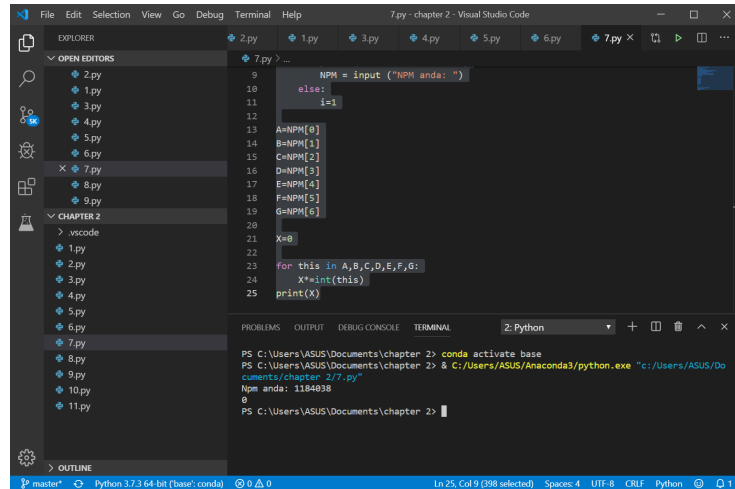 File Edit Selection View Go Debug Terminal Help 7.py - chapter 2 - Visual Studio Code
EXPLORER
2.py 1.py 3.py 4.py 5.py 6.py 7.py
OPEN EDITORS
2.py
1.py
3.py
4.py
5.py
6.py
7.py
8.py
9.py
CHAPTER 2
.vscode
1.py
2.py
3.py
4.py
5.py
6.py
7.py
8.py
9.py
10.py
11.py
OUTLINE
SK
7.py > ...
9 NPM = input ("NPM anda: ")
10 else:
11 i=1
12
13 A=NPM[0]
14 B=NPM[1]
15 C=NPM[2]
16 D=NPM[3]
17 E=NPM[4]
18 F=NPM[5]
19 G=NPM[6]
20
21 X=0
22
23 for this in A,B,C,D,E,F,G:
24 X*=int(this)
25 print(X)
PROBLEMS OUTPUT DEBUG CONSOLE TERMINAL 2: Python
PS C:\Users\ASUS\Documents\chapter 2> conda activate base
PS C:\Users\ASUS\Documents\chapter 2> & C:/Users/ASUS/Anaconda3/python.exe "c:/Users/ASUS/Do
cuments/chapter 2/7.py"
Npm anda: 1184038
0
PS C:\Users\ASUS\Documents\chapter 2>
master* Python 3.7.3 64-bit ('base': conda) 0 0 Ln 25, Col 9 (398 selected) Spaces: 4 UTF-8 CRLF Python 1